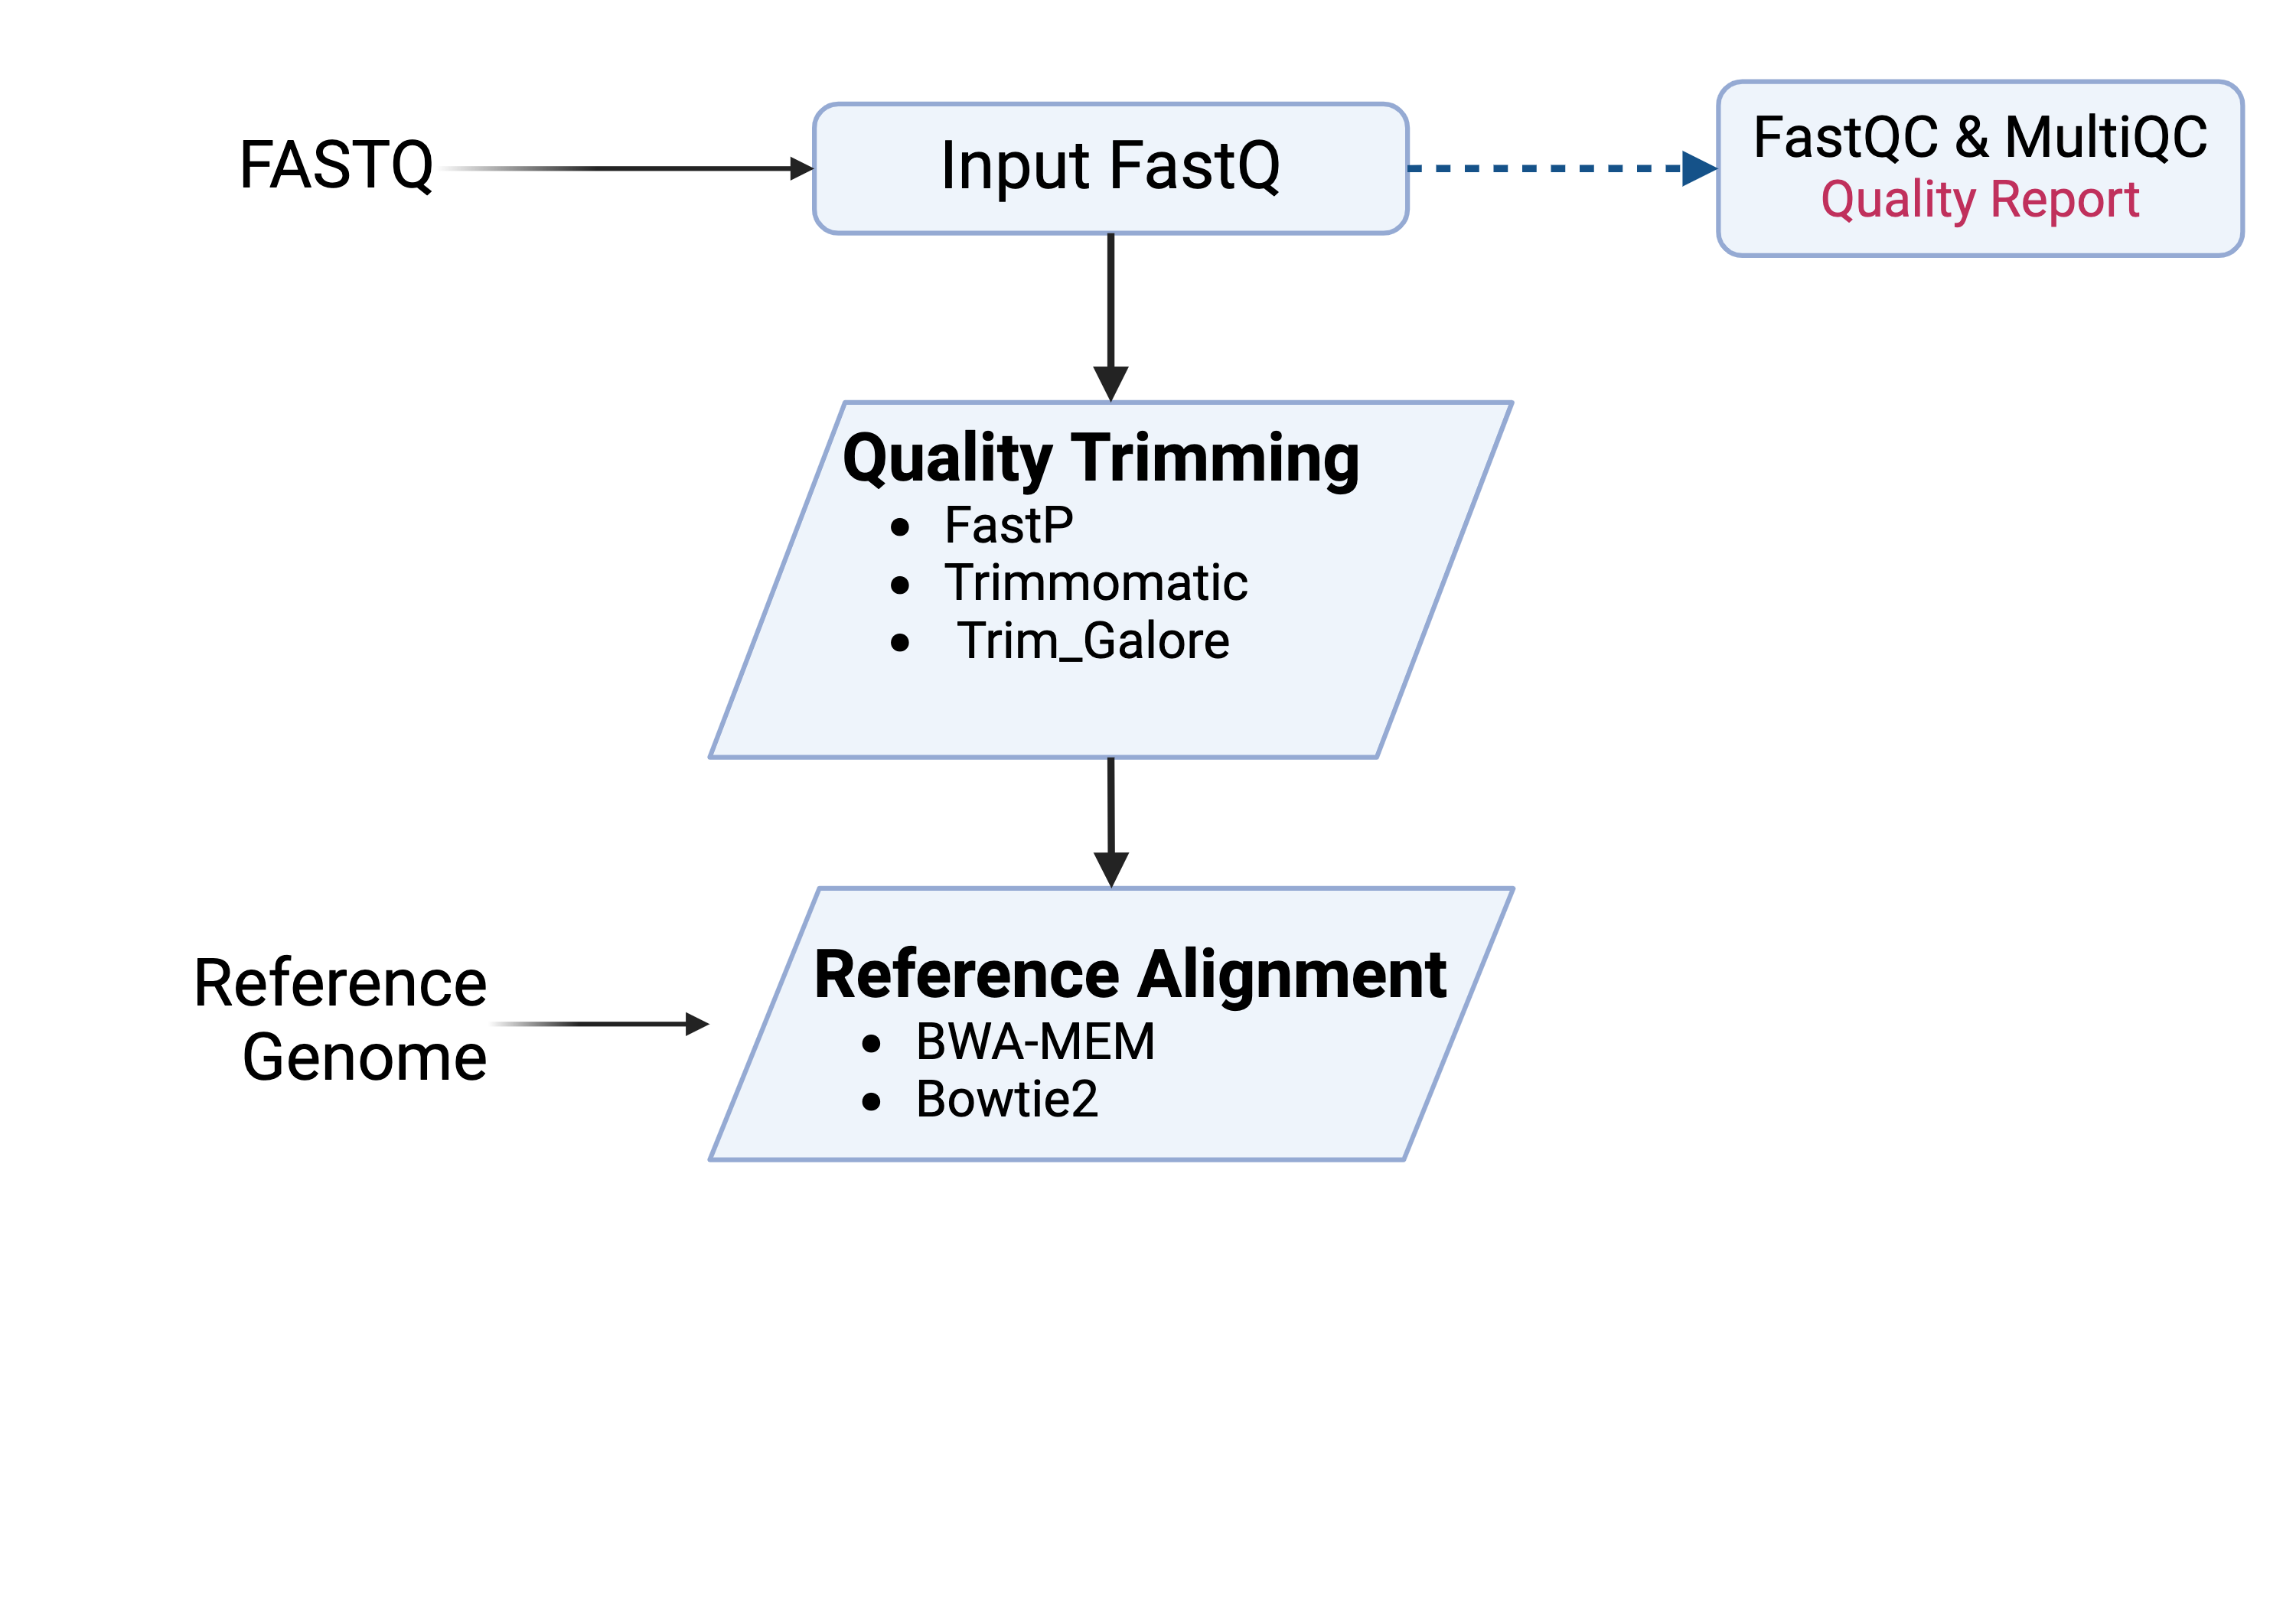 FASTQ
Input FastQ
FastQC & MultiQC
Quality Report
Quality Trimming
● FastP
● Trimmomatic
● Trim_Galore
Reference
Genome
Reference Alignment
● BWA-MEM
● Bowtie2